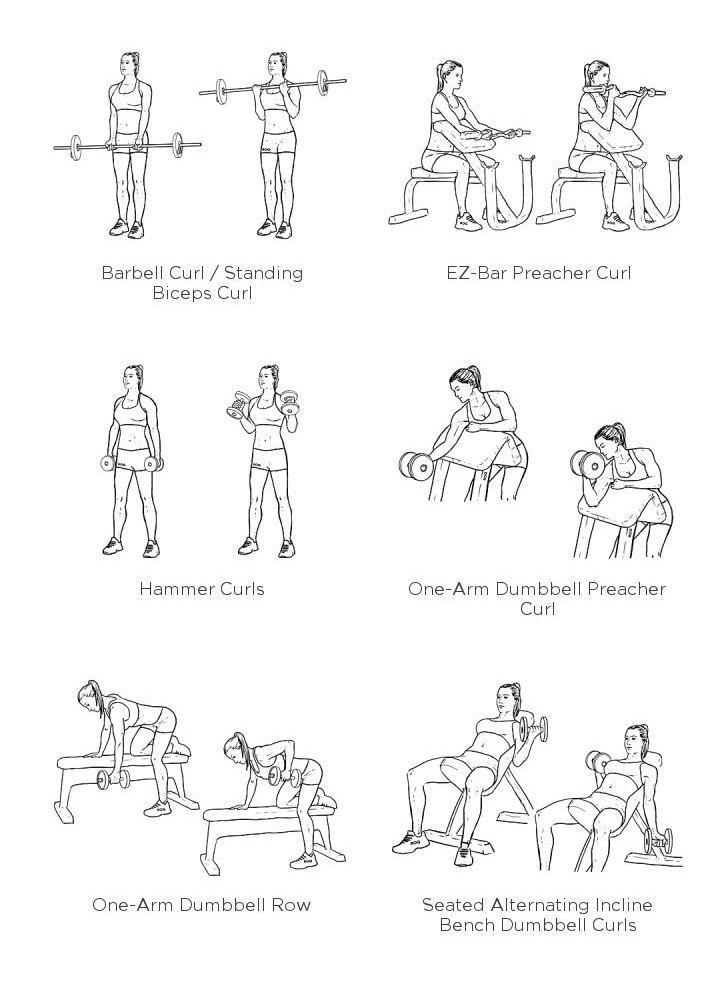 Barbell Curl / Standing
Biceps Curl
EZ-Bar Preacher Curl
Hammer Curls
One-Arm Dumbbell Preacher
Curl
One-Arm Dumbbell Row
Seated Alternating Incline
Bench Dumbbell Curls